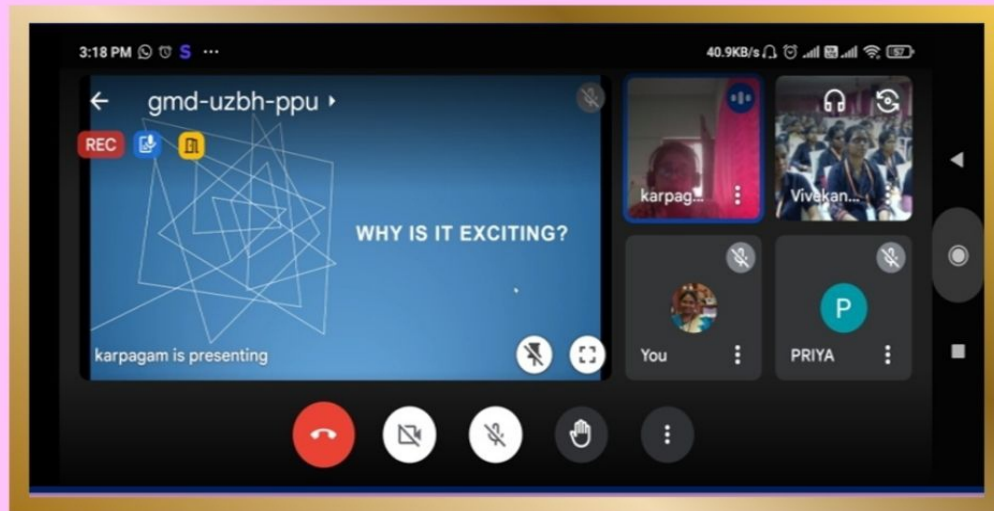 3:18 PM S ...
40.9KB/s 57
gmd-uzbh-ppu
REC
WHY IS IT EXCITING?
karpagam is presenting
karpag...
Vivekan...
You
P
PRIYA